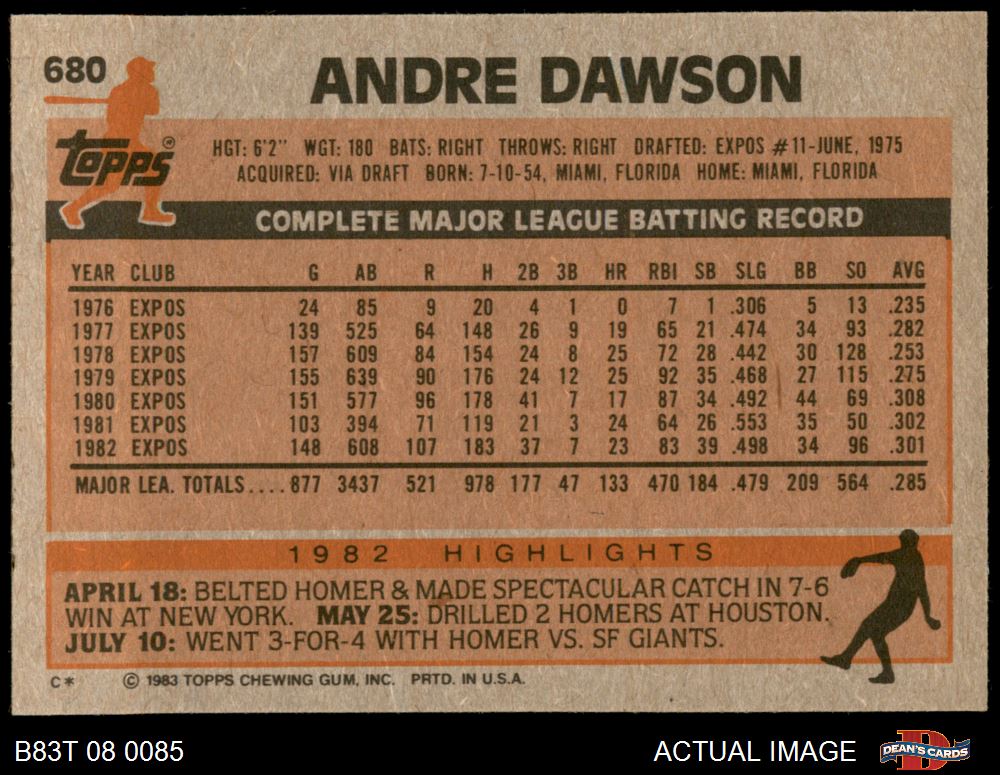 680
ANDRE DAWSON
Topps®
HGT: 6'2" WGT: 180 BATS: RIGHT THROWS: RIGHT DRAFTED: EXPOS #11-JUNE, 1975
ACQUIRED: VIA DRAFT BORN: 7-10-54, MIAMI, FLORIDA HOME: MIAMI, FLORIDA
COMPLETE MAJOR LEAGUE BATTING RECORD
YEAR CLUB G AB R H 2B 3B HR RBI SB SLG BB SO AVG
1976 EXPOS 24 85 9 20 4 1 0 7 1 .306 5 13 .235
1977 EXPOS 139 525 64 148 26 9 19 65 21 .474 34 93 .282
1978 EXPOS 157 609 84 154 24 8 25 72 28 .442 30 128 .253
1979 EXPOS 155 639 90 176 24 12 25 92 35 .468 27 115 .275
1980 EXPOS 151 577 96 178 41 7 17 87 34 .492 44 69 .308
1981 EXPOS 103 394 71 119 21 3 24 64 26 .553 35 50 .302
1982 EXPOS 148 608 107 183 37 7 23 83 39 .498 34 96 .301
MAJOR LEA. TOTALS....877 3437 521 978 177 47 133 470 184 .479 209 564 .285
1982 HIGHLIGHTS
APRIL 18: BELTED HOMER & MADE SPECTACULAR CATCH IN 7-6
WIN AT NEW YORK. MAY 25: DRILLED 2 HOMERS AT HOUSTON.
JULY 10: WENT 3-FOR-4 WITH HOMER VS. SF GIANTS.
C* © 1983 TOPPS CHEWING GUM, INC. PRTD. IN U.S.A.
B83T 08 0085 ACTUAL IMAGE DEAN'S CARDS